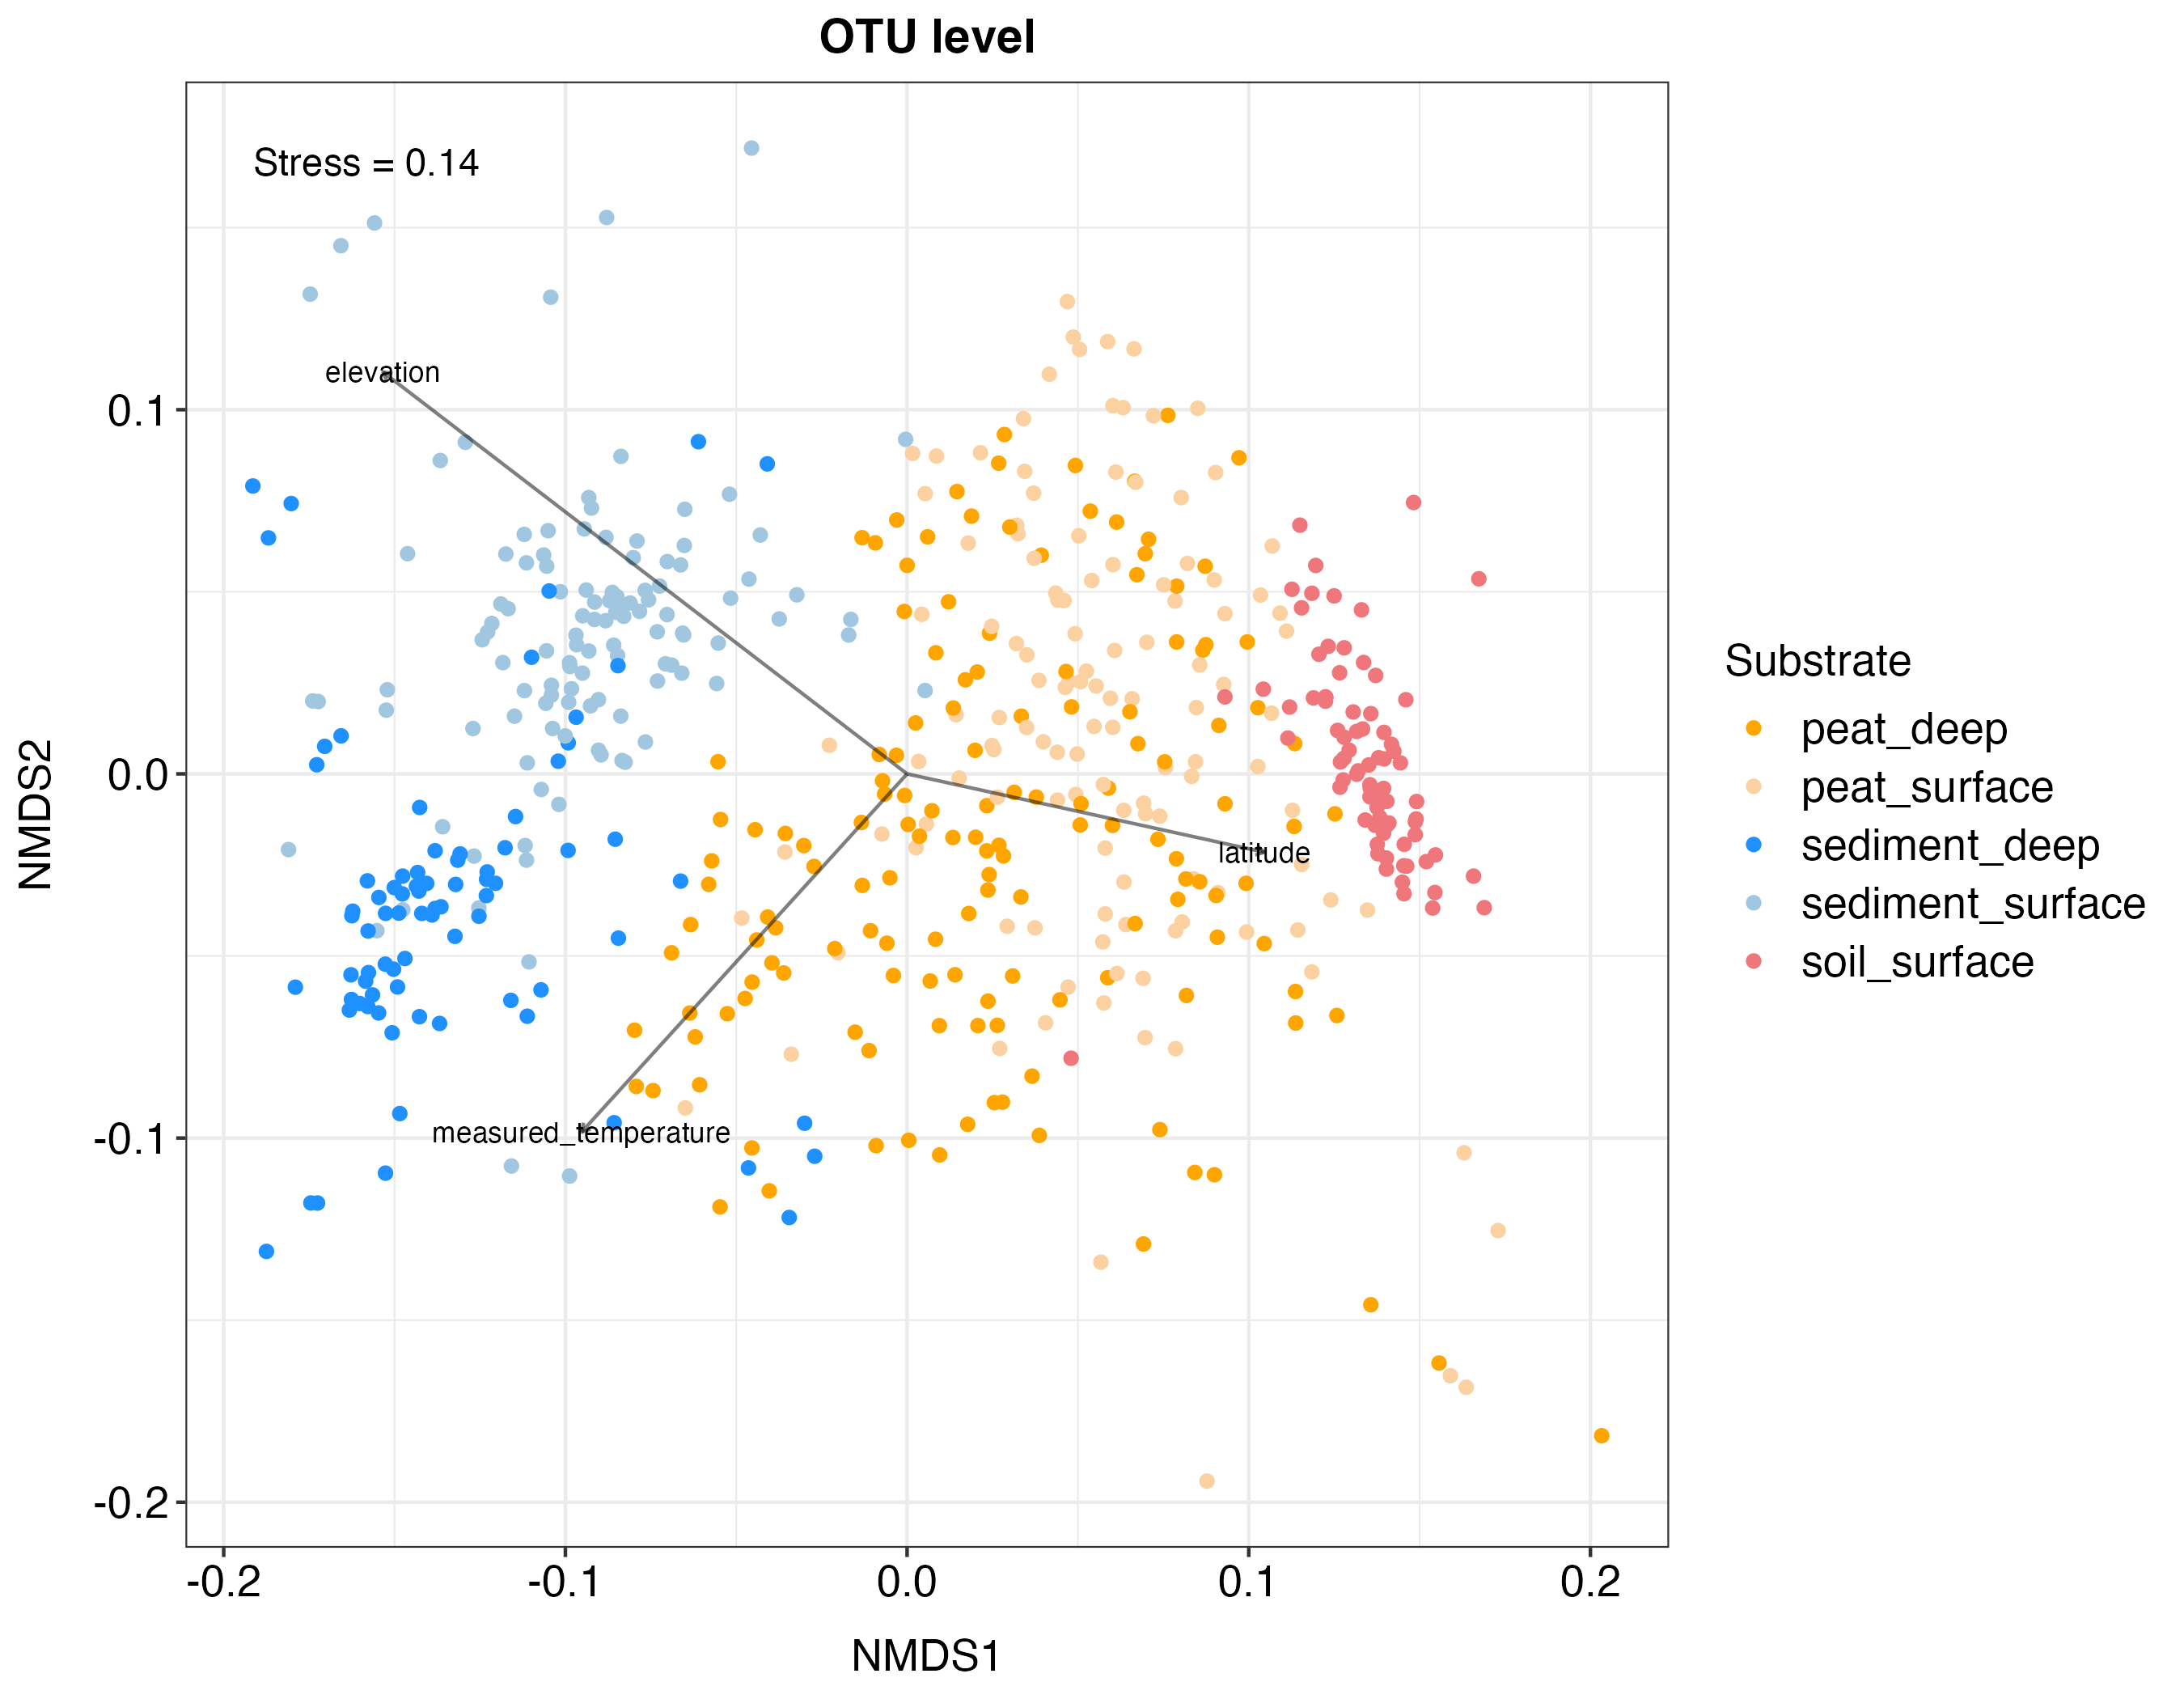 OTU level
Stress = 0.14
elevation
latitude
measured_temperature
NMDS2
0.1
0.0
-0.1
-0.2
-0.2
-0.1
0.0
0.1
0.2
NMDS1
Substrate
peat_deep
peat_surface
sediment_deep
sediment_surface
soil_surface